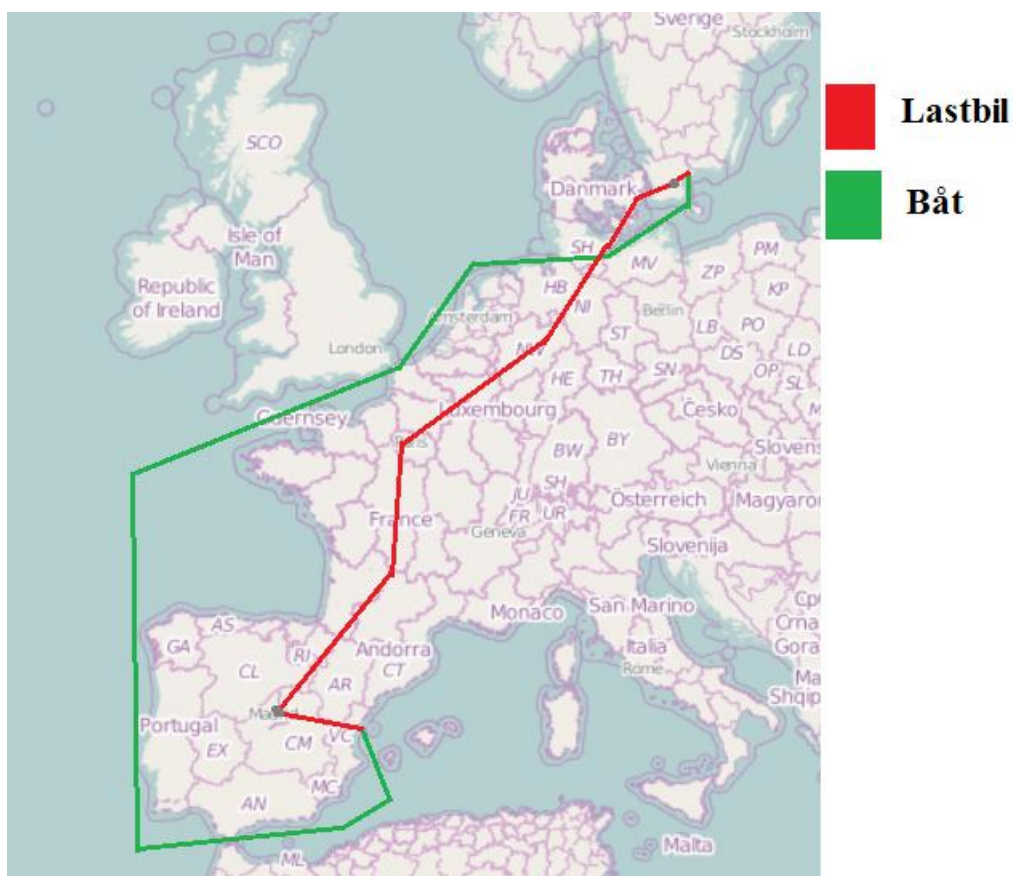 Sverige
Stockholm
SCO
Lastbil
Danmark
Båt
Isle of
Man
SH
MV
PM
ZP
Republic
of Ireland
HB
KP
NI
Berlin
Amsterdam
ST
LB
PO
London
NW
DS
LD
HE
TH
SN
OP
SL
Guernsey
Luxembourg
Česko
M
Paris
BW
BY
Slovens
Vienna
SH
JU
Österreich
Magyaror
France
FR
UR
Geneva
Slovenija
Monaco
San Marino
Срп
AS
Crna
GA
RI
Andorra
Italia
Gora
CL
CT
Rome
Ma
AR
Shqip
Madrid
Portugal
VC
EX
CM
MC
AN
Malta
ML